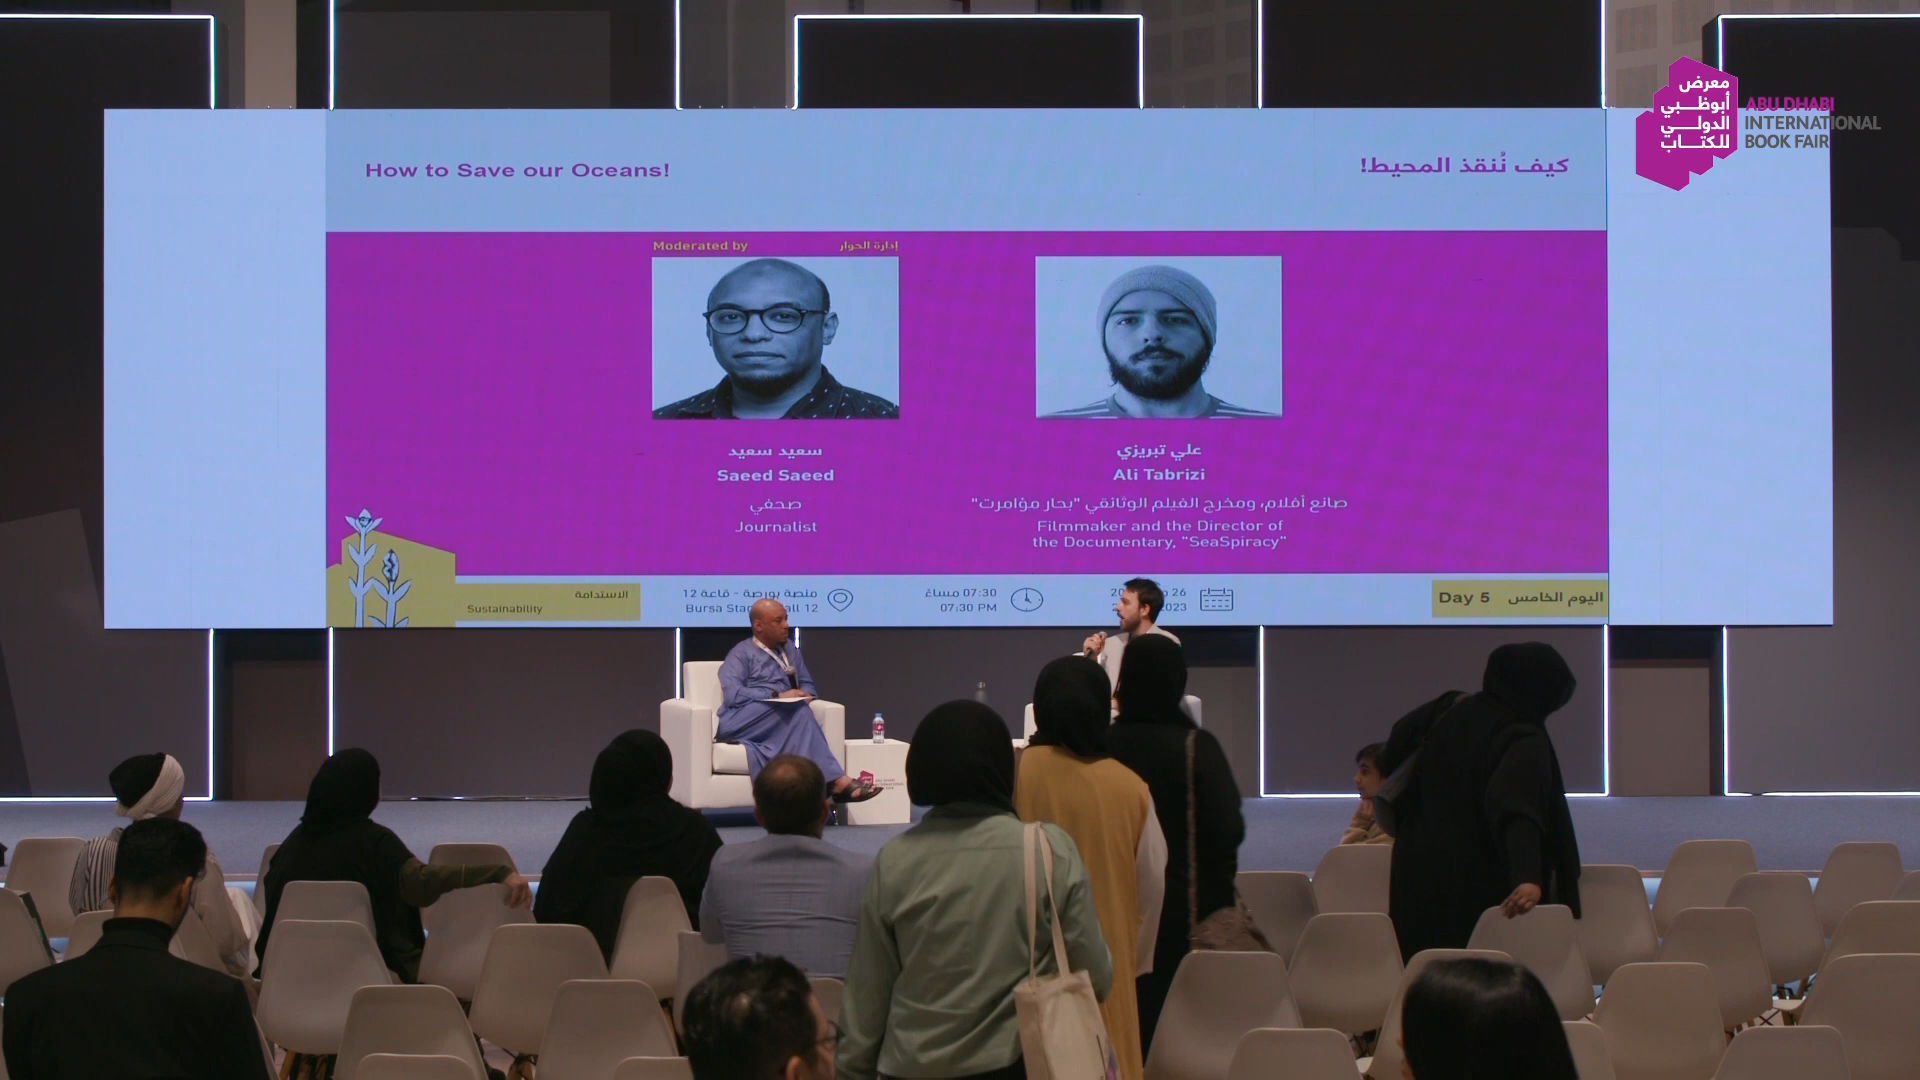 معرض
أبوظبي
الدولي
للكتاب
ABU DHABI
INTERNATIONAL
BOOK FAIR
How to Save our Oceans!
كيف نُنقذ المحيط!
Moderated by
إدارة الحوار
سعيد سعيد
Saeed Saeed
صحفي
Journalist
علي تبريزي
Ali Tabrizi
صانع أفلام، ومخرج الفيلم الوثائقي "بحار مؤامرت"
Filmmaker and the Director of
the Documentary, "SeaSpiracy"
الاستدامة
Sustainability
منصة بورصة - قاعة 12
Bursa 12
07:30 مساءً
07:30 PM
26
2023
Day 5
اليوم الخامس